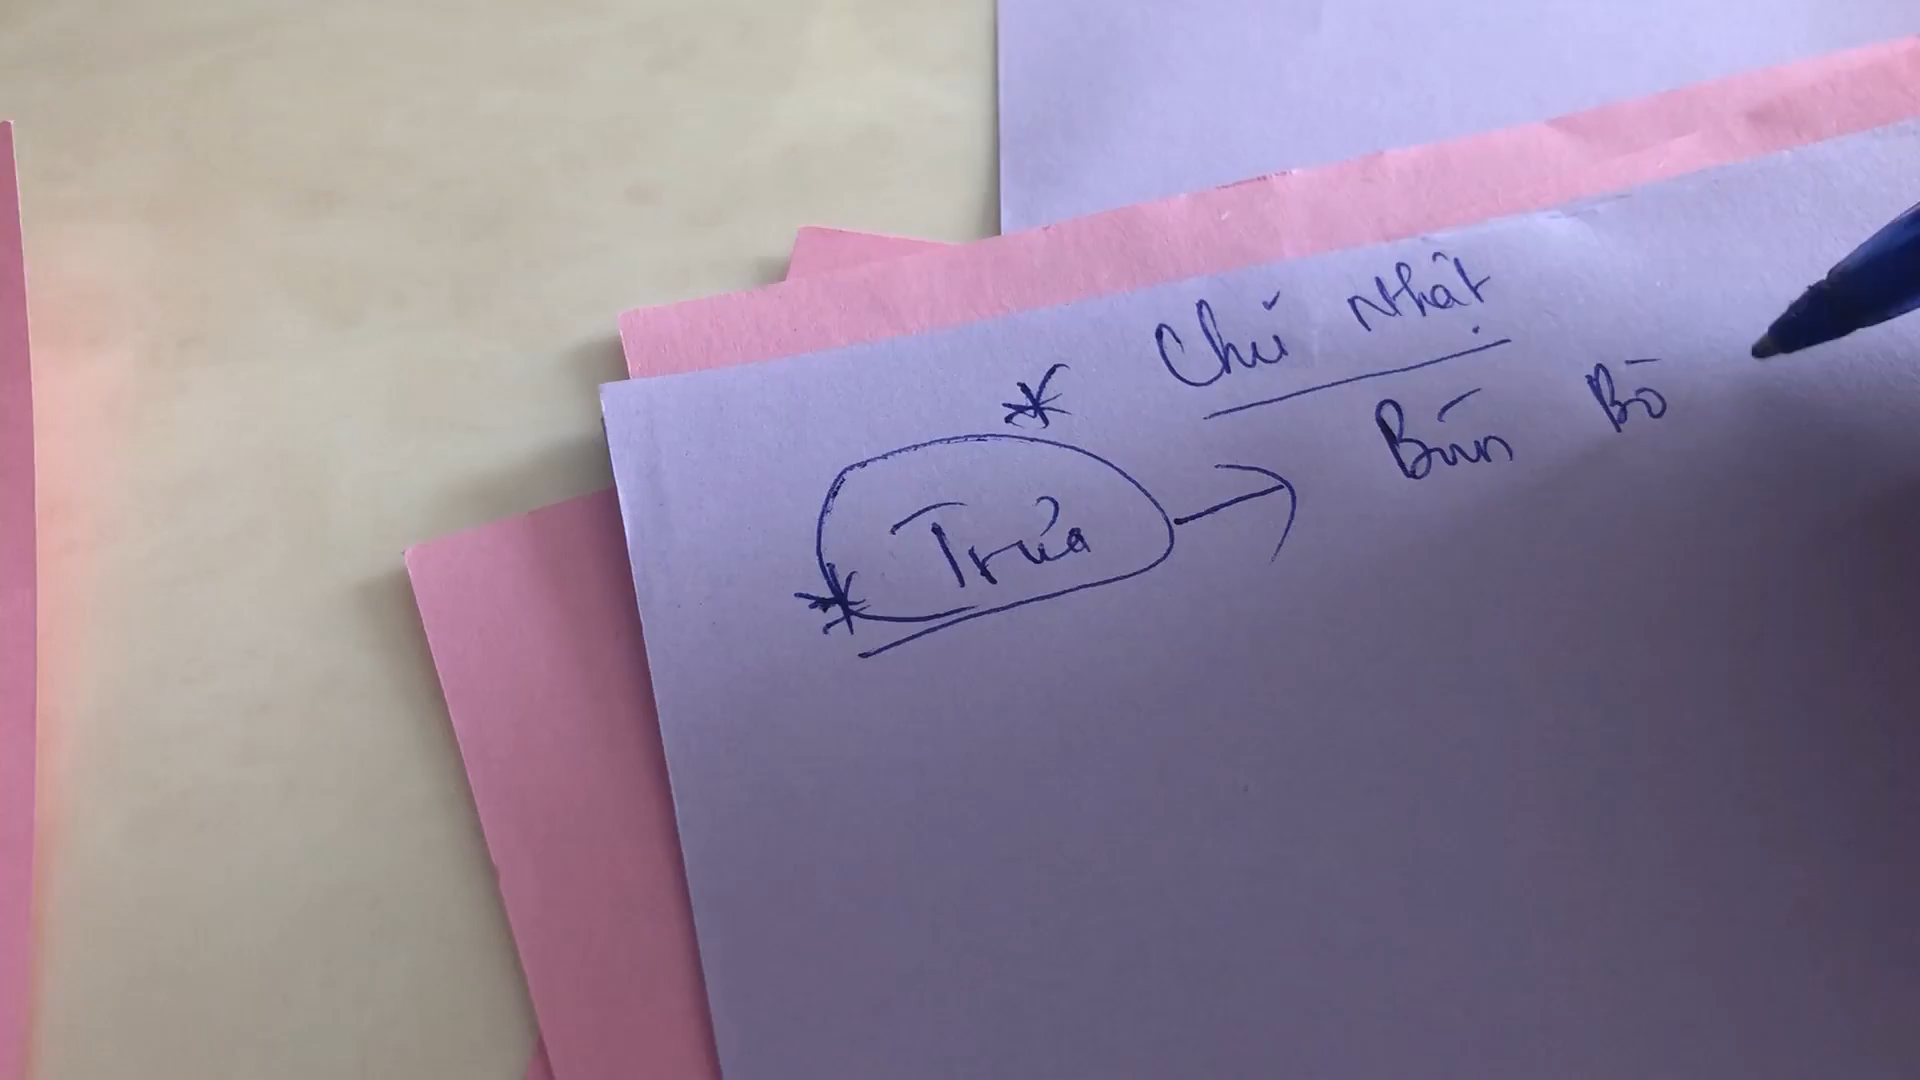 * Chủ Nhật
* Trưa → Bún Bò